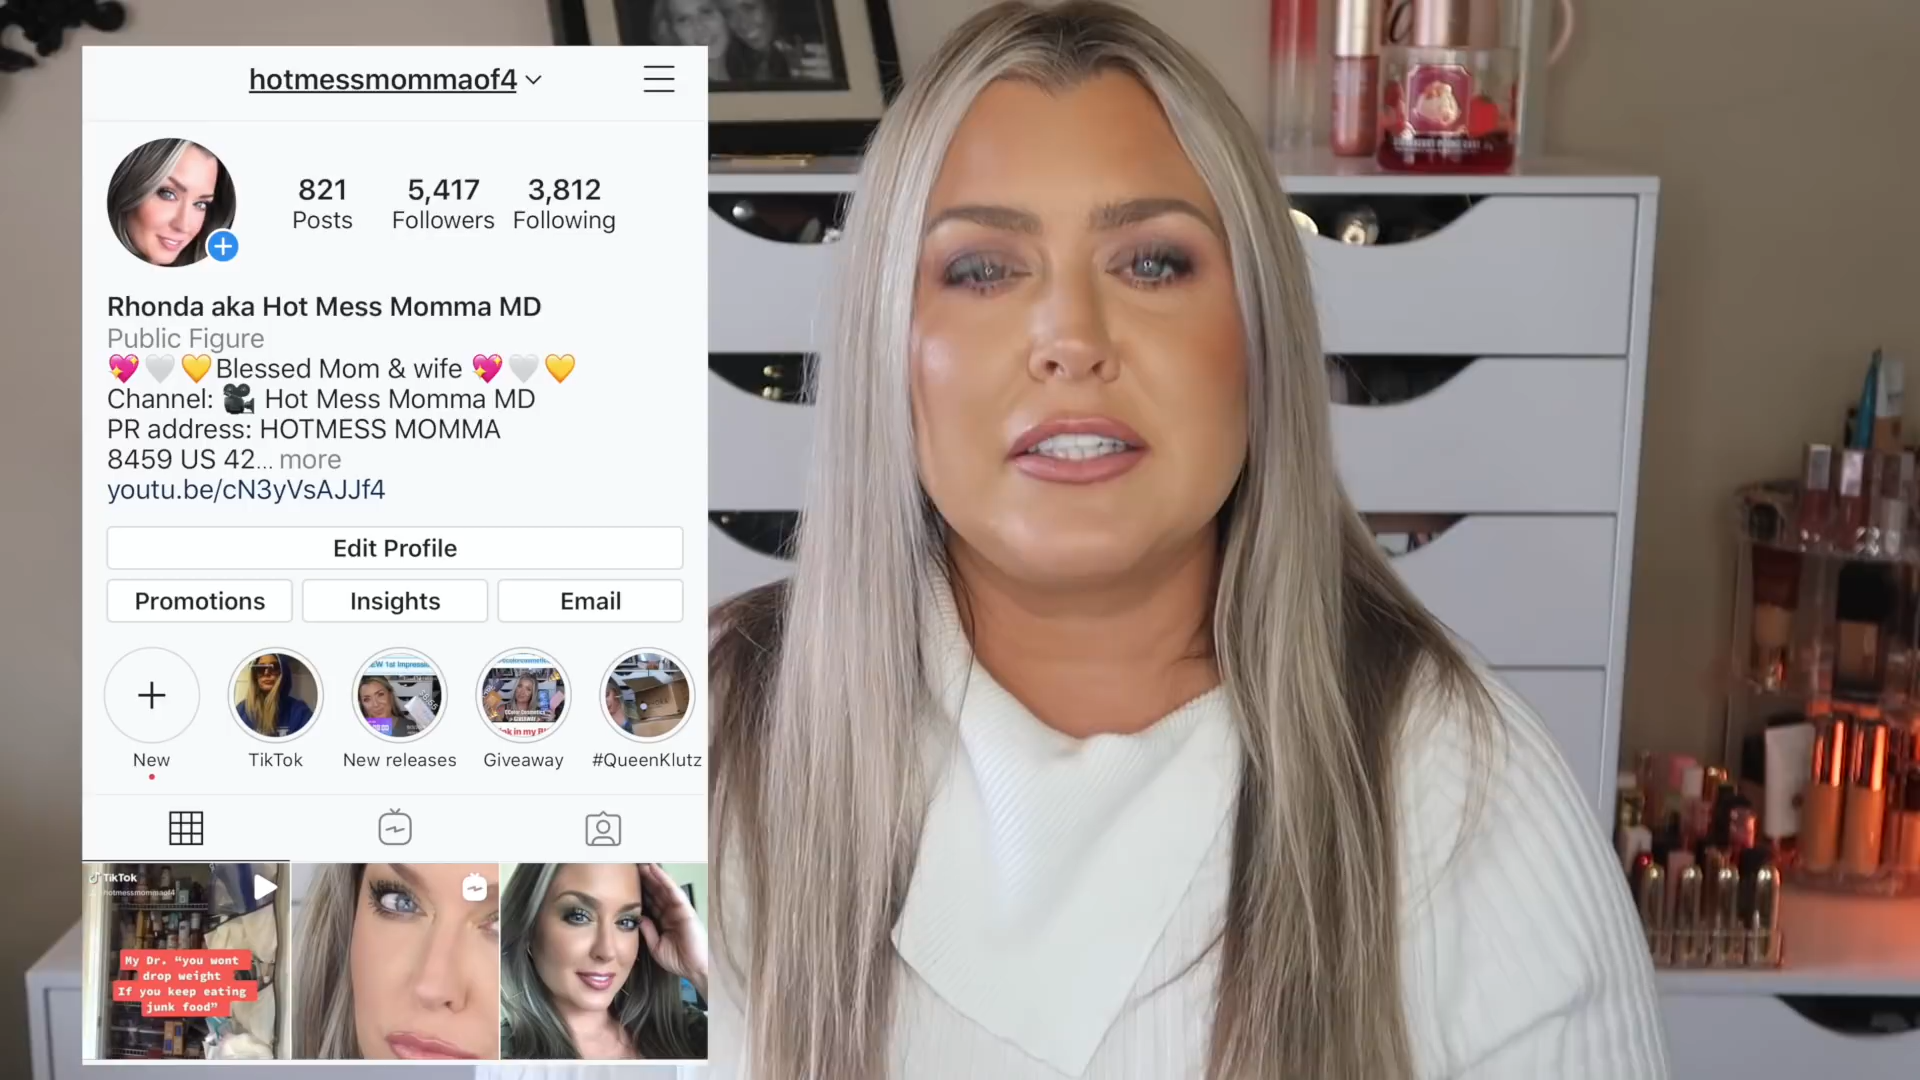 hotmessmommaof4
821
Posts
5,417
Followers
3,812
Following
Rhonda aka Hot Mess Momma MD
Public Figure
💖🤍💛Blessed Mom & wife 💖🤍💛
Channel: 🎥 Hot Mess Momma MD
PR address: HOTMESS MOMMA
8459 US 42... more
youtu.be/cN3yVsAJJf4
Edit Profile
Promotions
Insights
Email
New
TikTok
New releases
Giveaway
#QueenKlutz
TikTok
hotmessmommaof4
My Dr. “you wont
drop weight
If you keep eating
junk food”